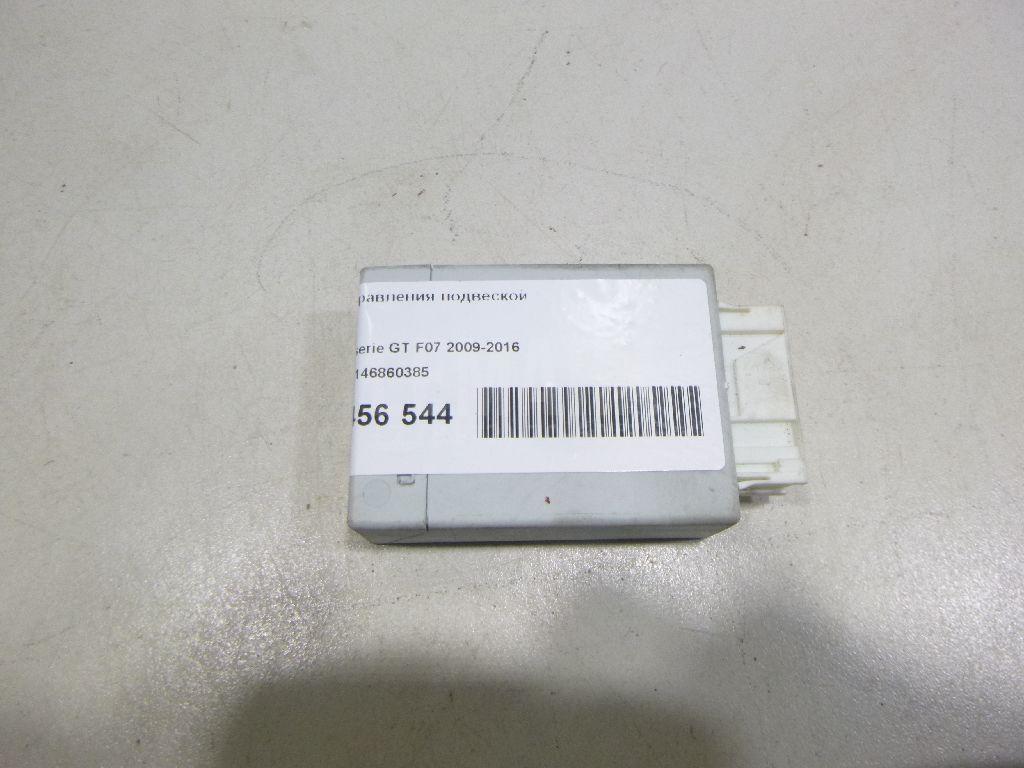 равления подвеской
serie GT F07 2009-2016
146860385
456 544